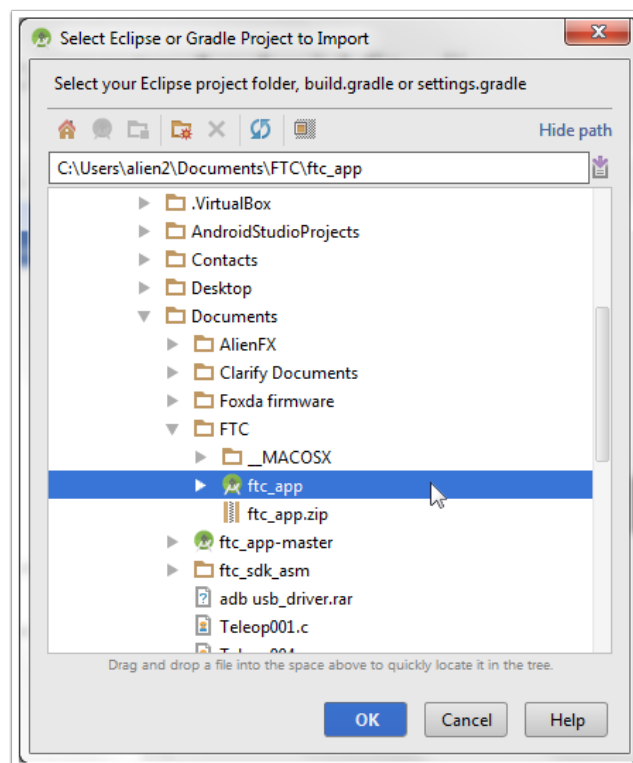 Select Eclipse or Gradle Project to Import
Select your Eclipse project folder, build.gradle or settings.gradle
Hide path
C:\Users\alien2\Documents\FTC\ftc_app
.VirtualBox
AndroidStudioProjects
Contacts
Desktop
Documents
AlienFX
Clarify Documents
Foxda firmware
FTC
__MACOSX
ftc_app
ftc_app.zip
ftc_app-master
ftc_sdk_asm
adb usb_driver.rar
Teleop001.c
Drag and drop a file into the space above to quickly locate it in the tree.
OK Cancel Help